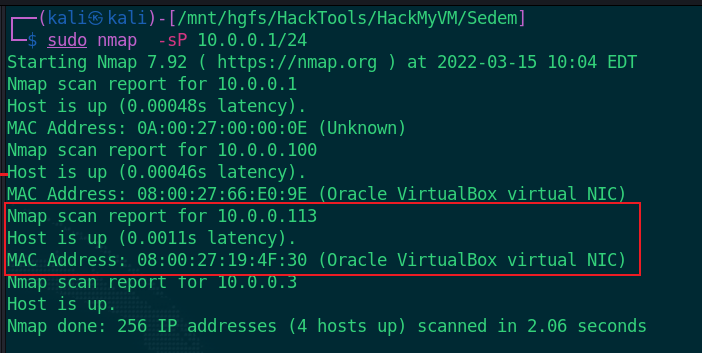 ┌──(kali㉿kali)-[/mnt/hgfs/HackTools/HackMyVM/Sedem]
└─$ sudo nmap  -sP 10.0.0.1/24
Starting Nmap 7.92 ( https://nmap.org ) at 2022-03-15 10:04 EDT
Nmap scan report for 10.0.0.1
Host is up (0.00048s latency).
MAC Address: 0A:00:27:00:00:0E (Unknown)
Nmap scan report for 10.0.0.100
Host is up (0.00046s latency).
MAC Address: 08:00:27:66:E0:9E (Oracle VirtualBox virtual NIC)
Nmap scan report for 10.0.0.113
Host is up (0.0011s latency).
MAC Address: 08:00:27:19:4F:30 (Oracle VirtualBox virtual NIC)
Nmap scan report for 10.0.0.3
Host is up.
Nmap done: 256 IP addresses (4 hosts up) scanned in 2.06 seconds